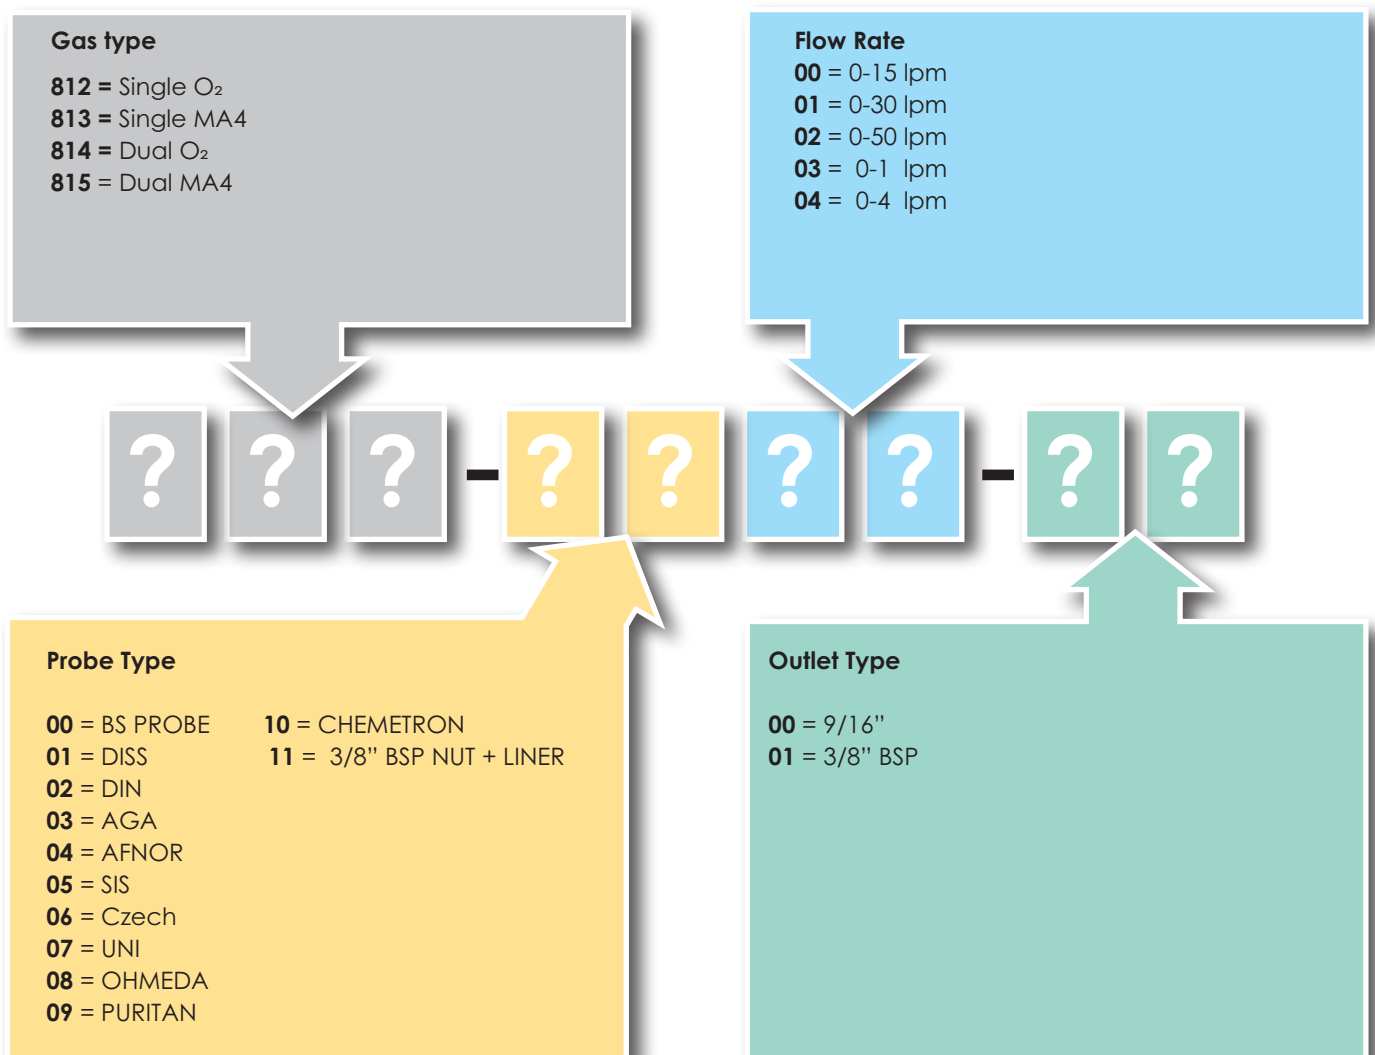 Gas type
812 = Single O₂
813 = Single MA4
814 = Dual O₂
815 = Dual MA4
Flow Rate
00 = 0-15 lpm
01 = 0-30 lpm
02 = 0-50 lpm
03 = 0-1 lpm
04 = 0-4 lpm
? ? ? - ? ? ? ? - ? ?
Probe Type
00 = BS PROBE
01 = DISS
02 = DIN
03 = AGA
04 = AFNOR
05 = SIS
06 = Czech
07 = UNI
08 = OHMEDA
09 = PURITAN
10 = CHEMETRON
11 = 3/8” BSP NUT + LINER
Outlet Type
00 = 9/16”
01 = 3/8” BSP